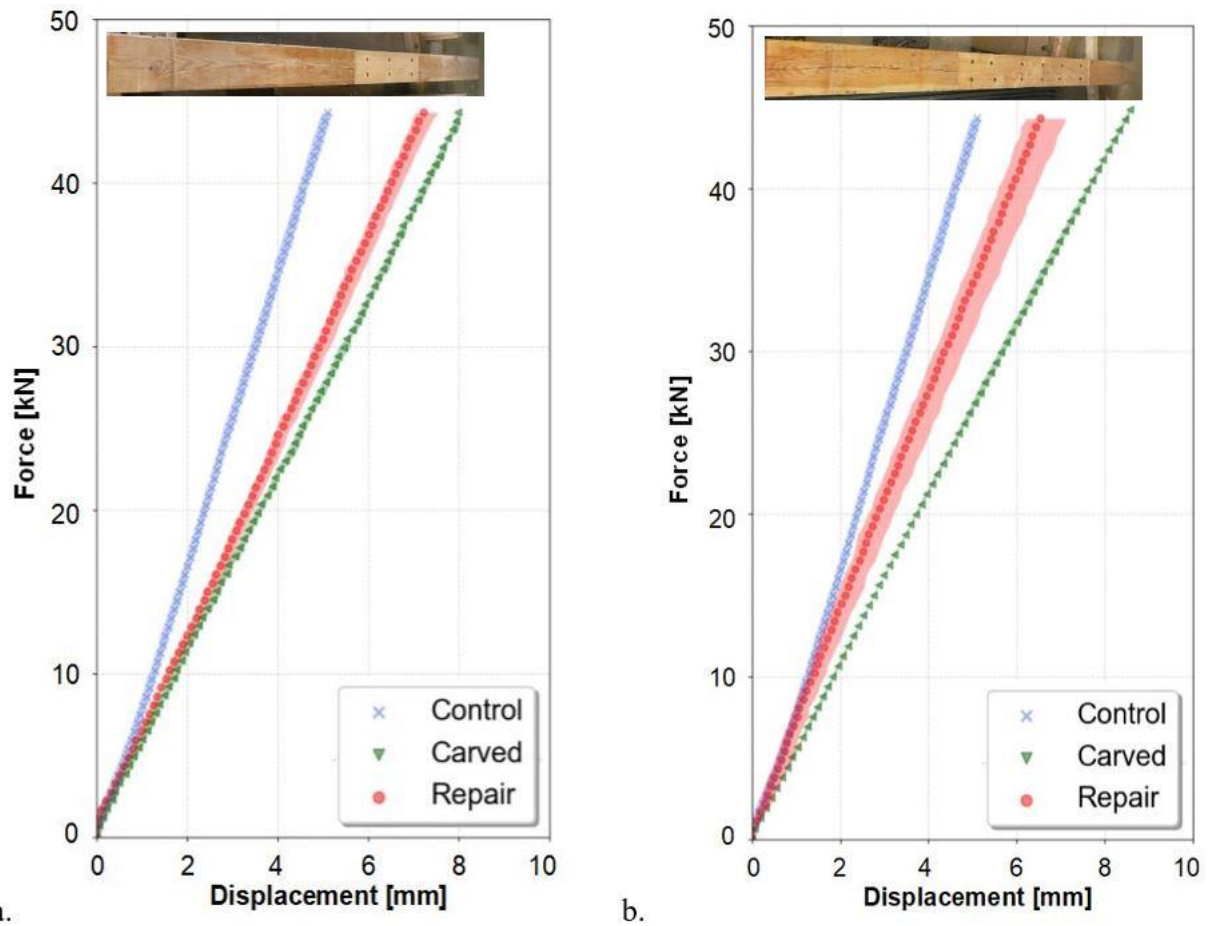 50
40
30
20
10
0
Force [kN]
Control
Carved
Repair
0 2 4 6 8 10
Displacement [mm]
a.
50
40
30
20
10
0
Force [kN]
Control
Carved
Repair
0 2 4 6 8 10
Displacement [mm]
b.